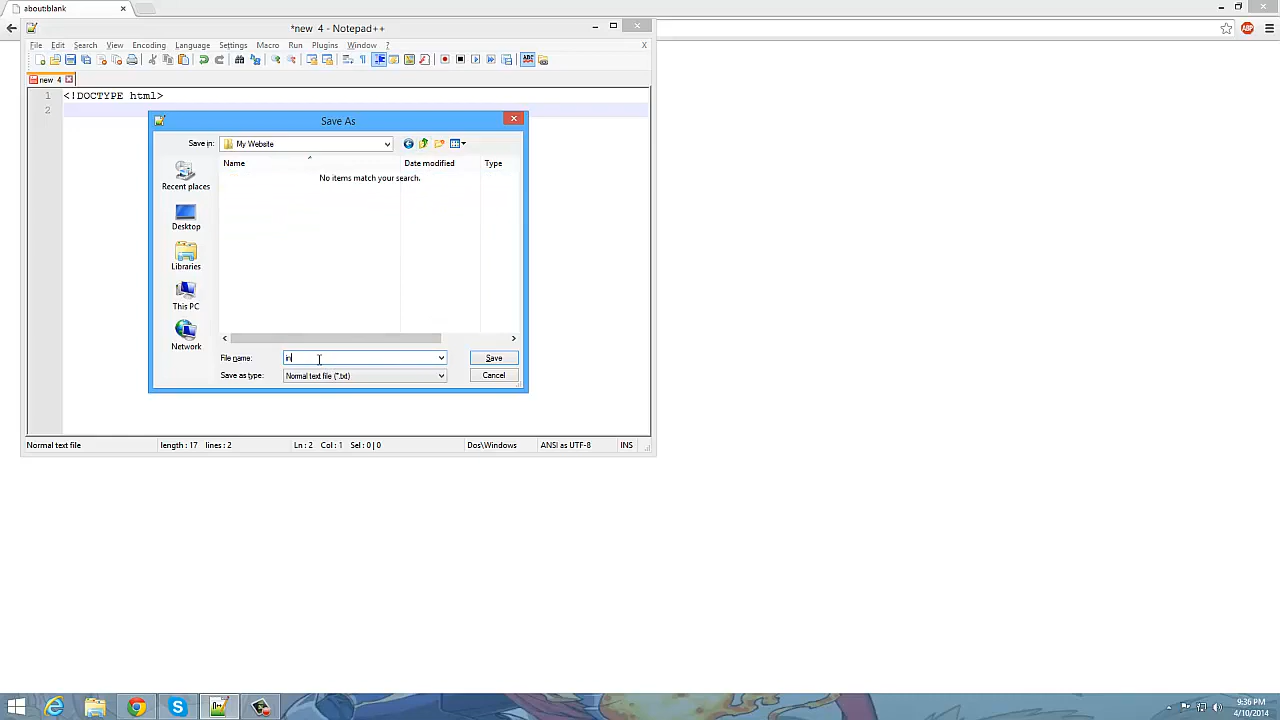 about:blank
*new 4 - Notepad++
File Edit Search View Encoding Language Settings Macro Run Plugins Window ? X
ABP
new 4
1 <!DOCTYPE html>
2
Save As
Save in: My Website
Name Date modified Type
No items match your search.
Recent places
Desktop
Libraries
This PC
Network
File name: in Save
Save as type: Normal text file (*.txt) Cancel
Normal text file length : 17 lines : 2 Ln : 2 Col : 1 Sel : 0 | 0 Dos\Windows ANSI as UTF-8 INS
9:36 PM
4/10/2014